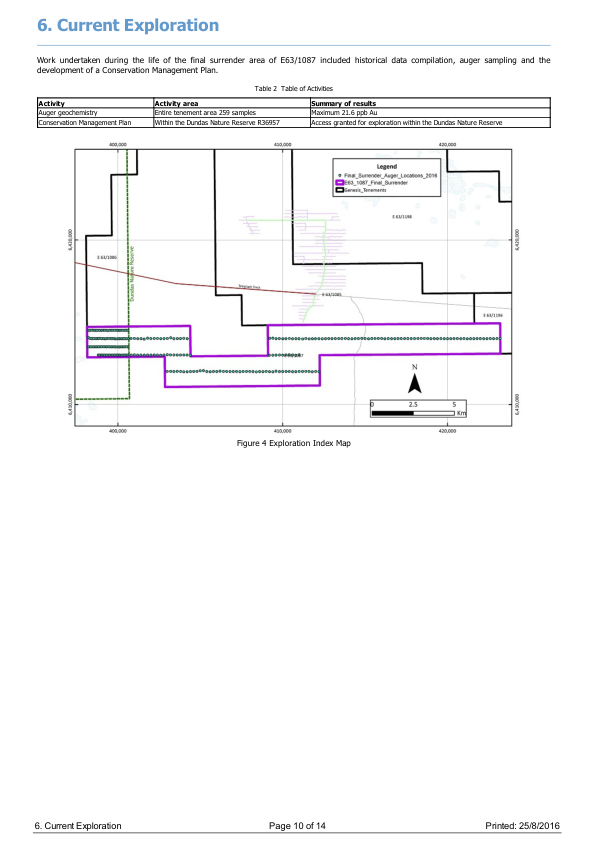 6. Current Exploration
Work undertaken during the life of the final surrender area of E63/1087 included historical data compilation, auger sampling and the
development of a Conservation Management Plan.
Table 2 Table of Activities
Activity Activity area Summary of results
Auger geochemistry Entire tenement area 259 samples Maximum 21.6 ppb Au
Conservation Management Plan Within the Dundas Nature Reserve R36957 Access granted for exploration within the Dundas Nature Reserve
400,000 410,000 420,000
Legend
Final_Surrender_Auger_Locations_2016
E63_1087_Final_Surrender
Genesis_Tenements
E 63/1198
6,420,000 6,420,000
E 63/1086
Dundas Nature Reserve
E 63/1085
E 63/1196
N
0 2.5 5
Km
6,410,000 6,410,000
400,000 410,000 420,000
Figure 4 Exploration Index Map
6. Current Exploration Page 10 of 14 Printed: 25/8/2016